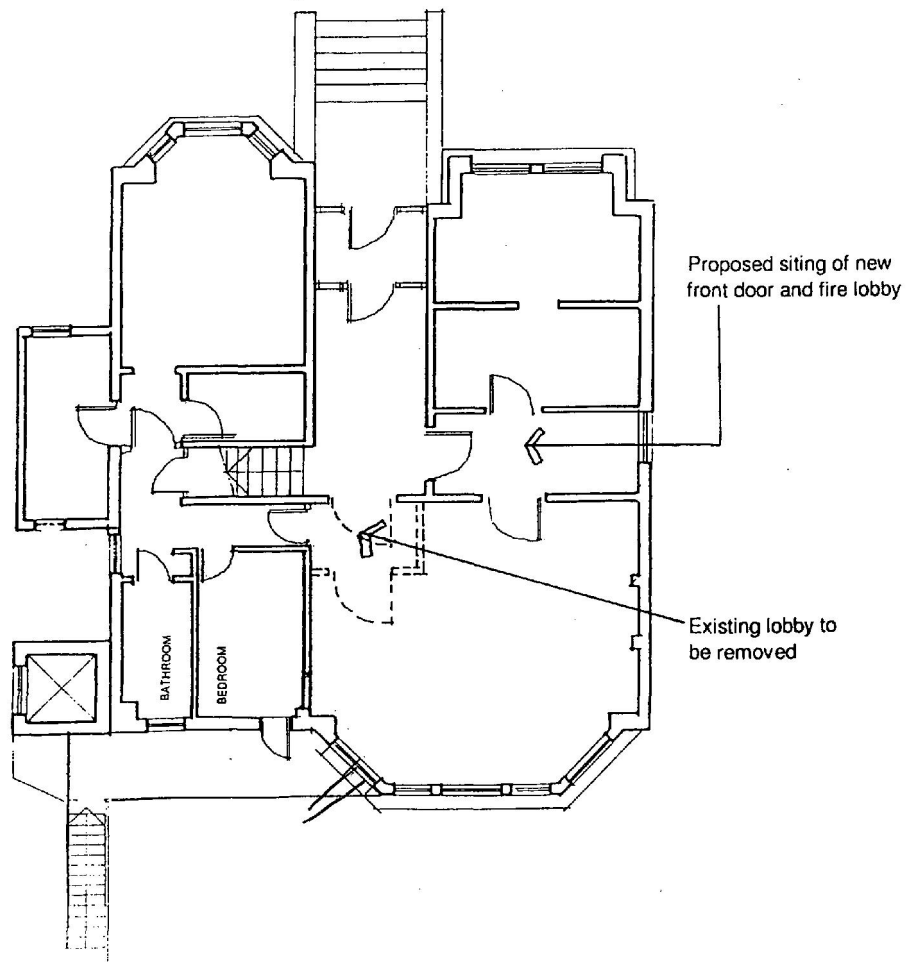 Proposed siting of new
front door and fire lobby
Existing lobby to
be removed
BATHROOM
BEDROOM